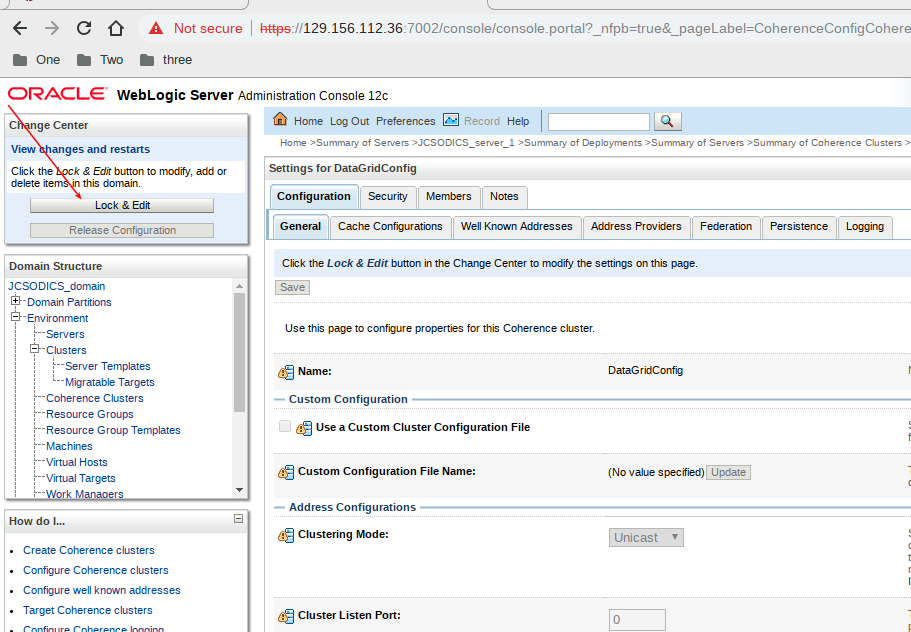 Not secure https://129.156.112.36:7002/console/console.portal?_nfpb=true&_pageLabel=CoherenceConfigCohere
One Two three
ORACLE WebLogic Server Administration Console 12c
Change Center
View changes and restarts
Click the Lock & Edit button to modify, add or
delete items in this domain.
Lock & Edit
Release Configuration
Domain Structure
JCSODICS_domain
Domain Partitions
Environment
Servers
Clusters
Server Templates
Migratable Targets
Coherence Clusters
Resource Groups
Resource Group Templates
Machines
Virtual Hosts
Virtual Targets
Work Managers
How do I...
Create Coherence clusters
Configure Coherence clusters
Configure well known addresses
Target Coherence clusters
Configure Coherence logging
Home Log Out Preferences Record Help
Home >Summary of Servers >JCSODICS_server_1 >Summary of Deployments >Summary of Servers >Summary of Coherence Clusters >
Settings for DataGridConfig
Configuration Security Members Notes
General Cache Configurations Well Known Addresses Address Providers Federation Persistence Logging
Click the Lock & Edit button in the Change Center to modify the settings on this page.
Save
Use this page to configure properties for this Coherence cluster.
Name: DataGridConfig
Custom Configuration
Use a Custom Cluster Configuration File
Custom Configuration File Name: (No value specified) Update
Address Configurations
Clustering Mode: Unicast
Cluster Listen Port: 0